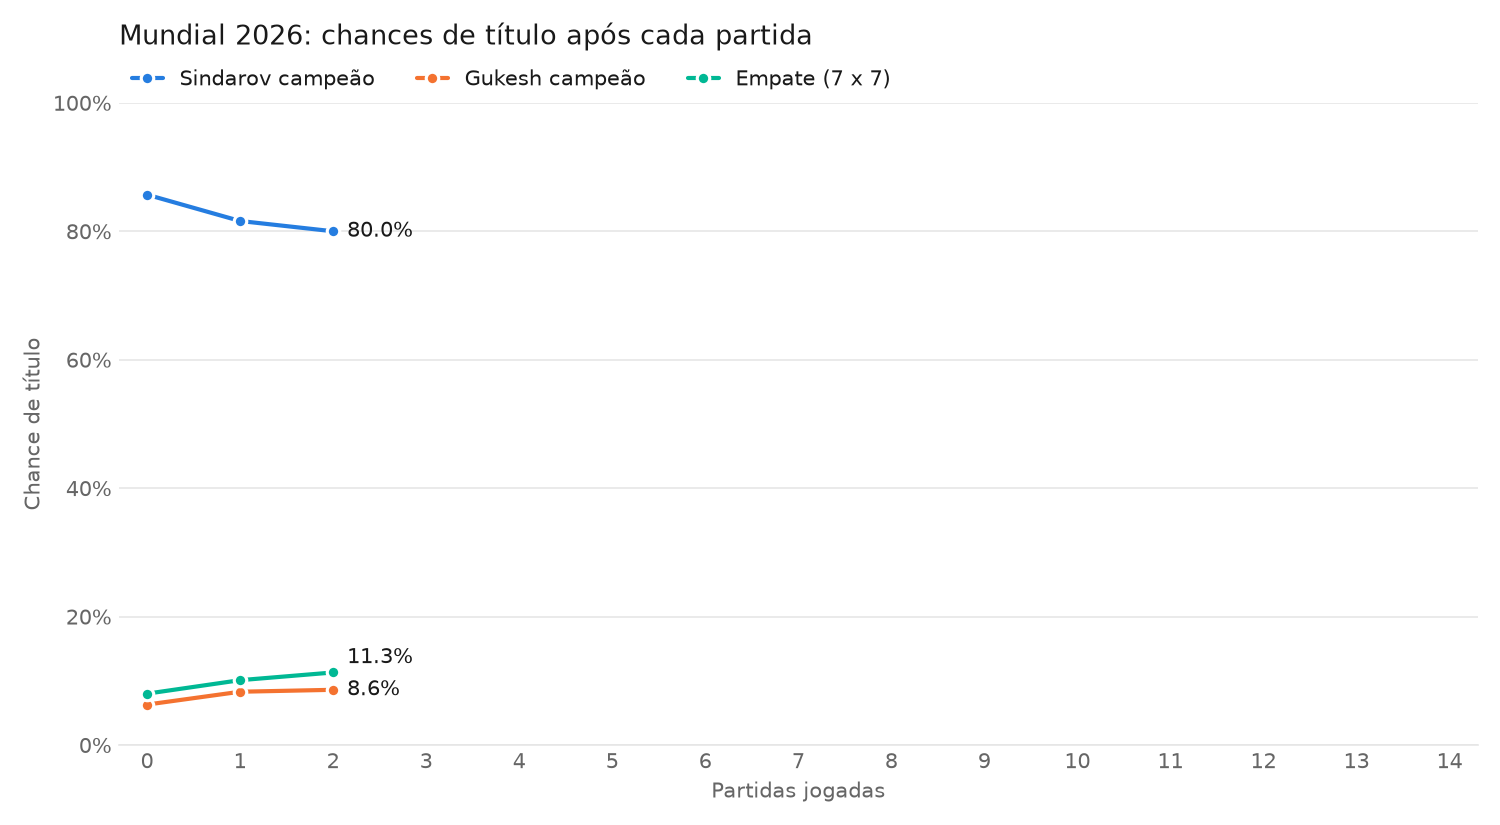 Mundial 2026: chances de título após cada partida
Sindarov campeão Gukesh campeão Empate (7 x 7)
100%
80%
60%
40%
20%
0%
Chance de título
80.0%
11.3%
8.6%
0 1 2 3 4 5 6 7 8 9 10 11 12 13 14
Partidas jogadas